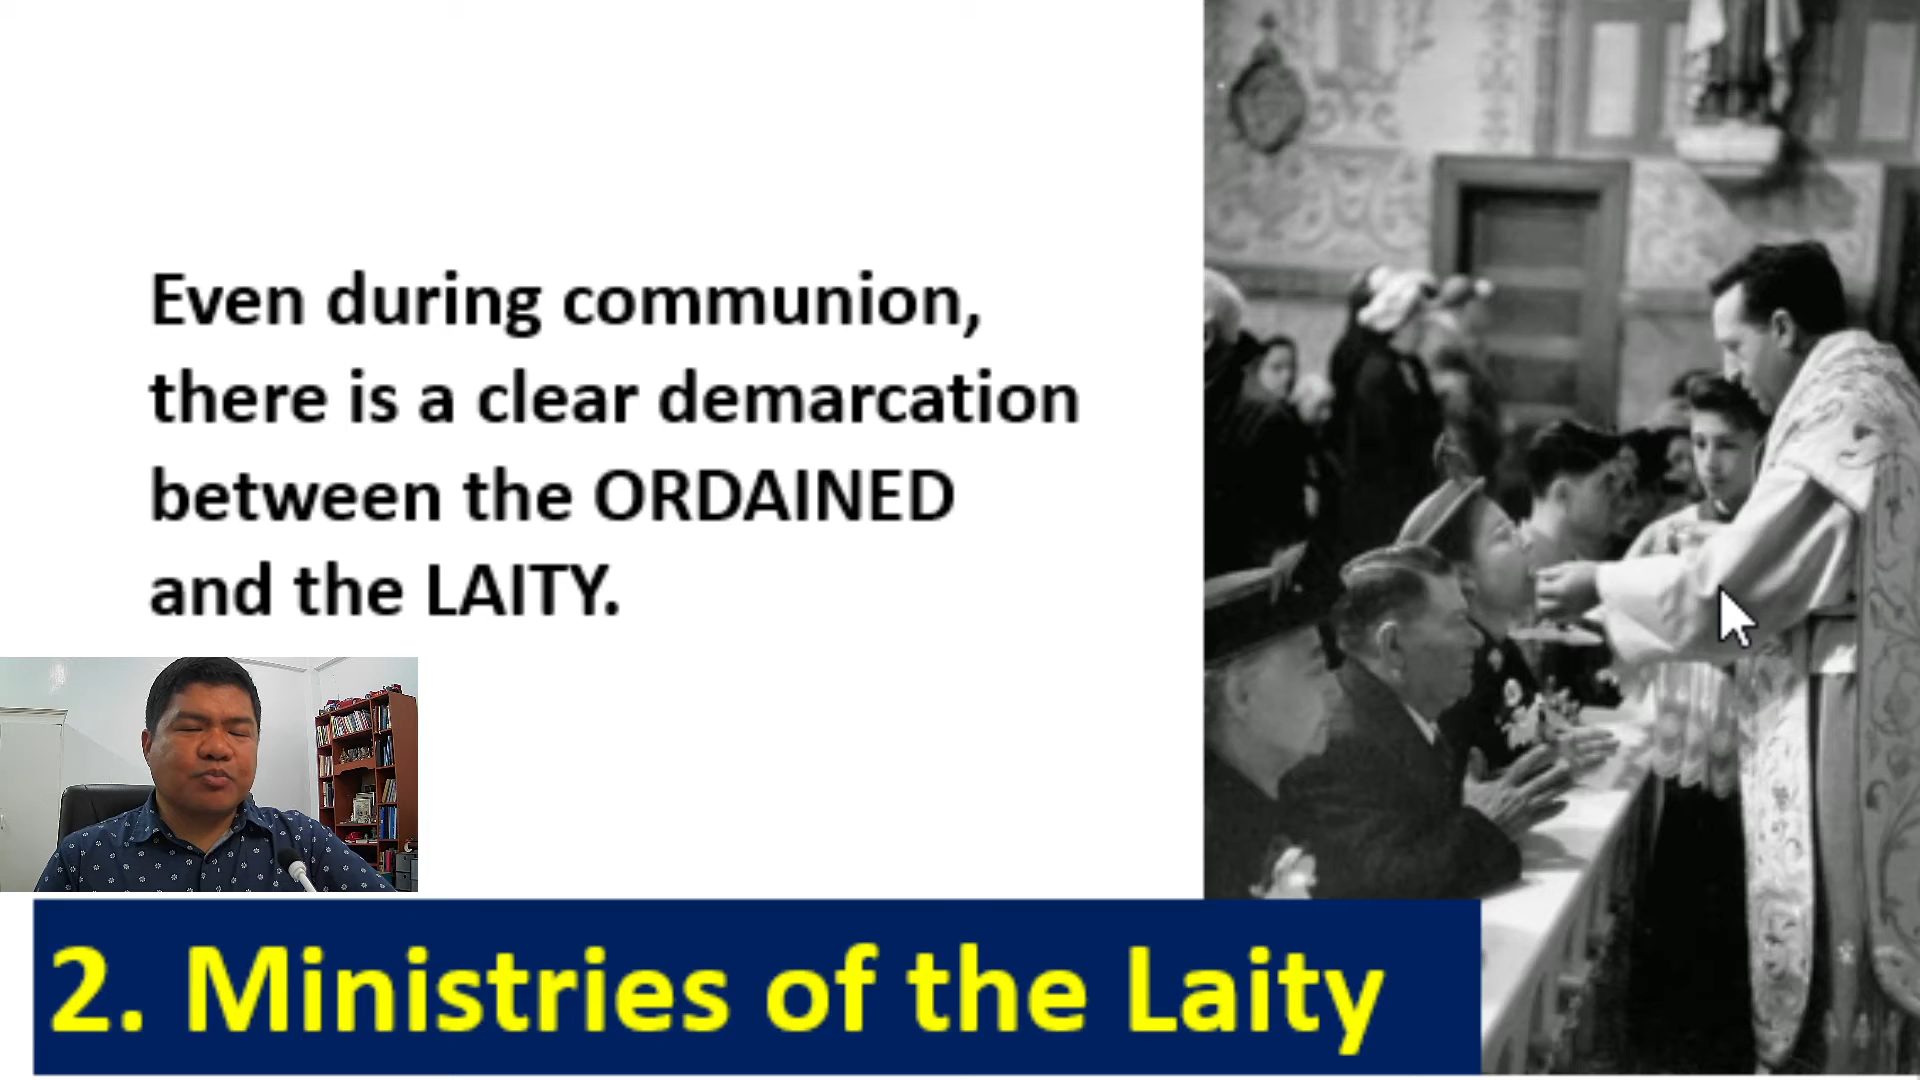 Even during communion,
there is a clear demarcation
between the ORDAINED
and the LAITY.
2. Ministries of the Laity